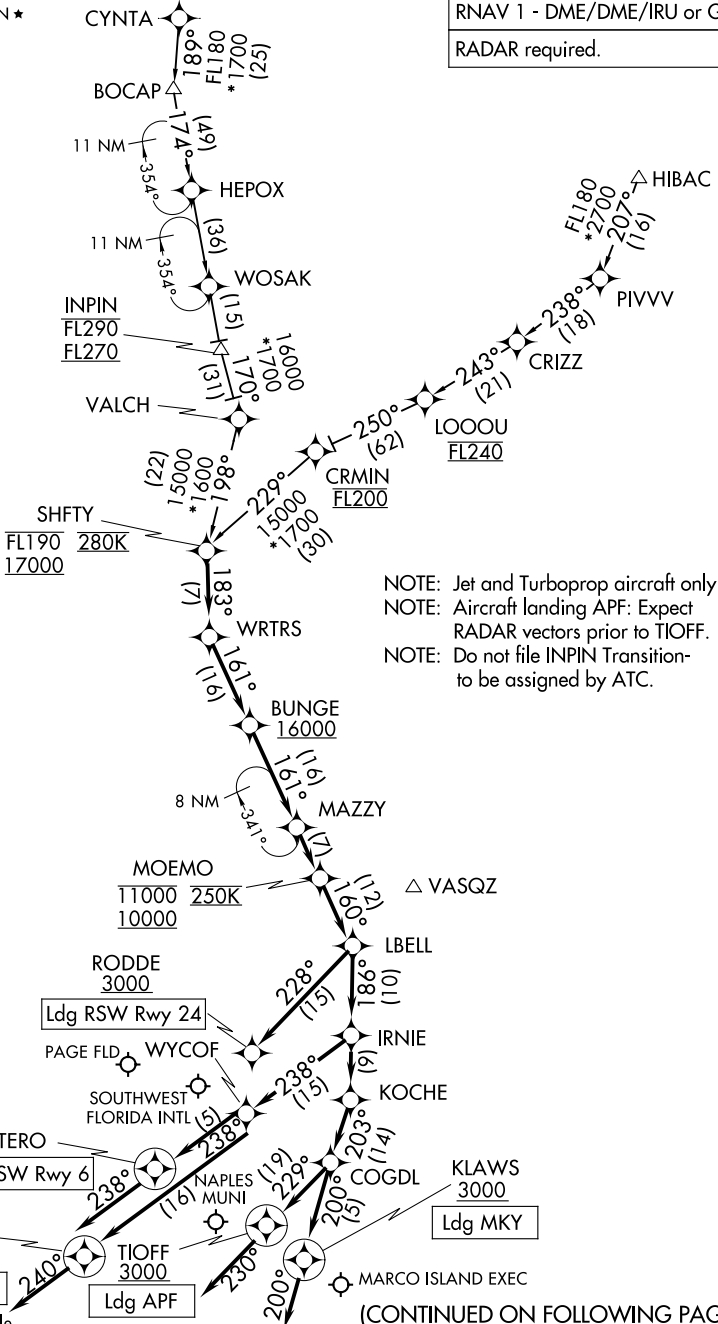 N ★
CYNTA
RNAV 1 - DME/DME/IRU or G
RADAR required.
189°
FL180
*1700
(25)
BOCAP
(49)
174°
11 NM
354°
HEPOX
HIBAC
FL180
*2700
207°
(16)
(36)
11 NM
354°
WOSAK
PIVVV
238°
(18)
(15)
INPIN
FL290
FL270
16000
*1700
170°
(31)
CRIZZ
243°
(21)
VALCH
LOOOU
FL240
250°
(62)
(22)
15000
*1600
198°
CRMIN
FL200
229°
15000
*1700
(30)
SHFTY
FL190 280K
17000
183°
(7)
NOTE: Jet and Turboprop aircraft only
NOTE: Aircraft landing APF: Expect
RADAR vectors prior to TIOFF.
NOTE: Do not file INPIN Transition-
to be assigned by ATC.
WRTRS
161°
(16)
BUNGE
16000
(16)
161°
8 NM
341°
MAZZY
(7)
MOEMO
11000 250K
10000
(12)
160°
VASQZ
LBELL
RODDE
3000
Ldg RSW Rwy 24
228°
(15)
186°
(10)
IRNIE
PAGE FLD
WYCOF
238°
(15)
(9)
SOUTHWEST
FLORIDA INTL
KOCHE
(5)
238°
203°
(14)
TERO
SW Rwy 6
238°
(16)
NAPLES
MUNI
(19)
229°
COGDL
200°
(5)
KLAWS
3000
Ldg MKY
240°
TIOFF
3000
Ldg APF
230°
200°
MARCO ISLAND EXEC
(CONTINUED ON FOLLOWING PAG